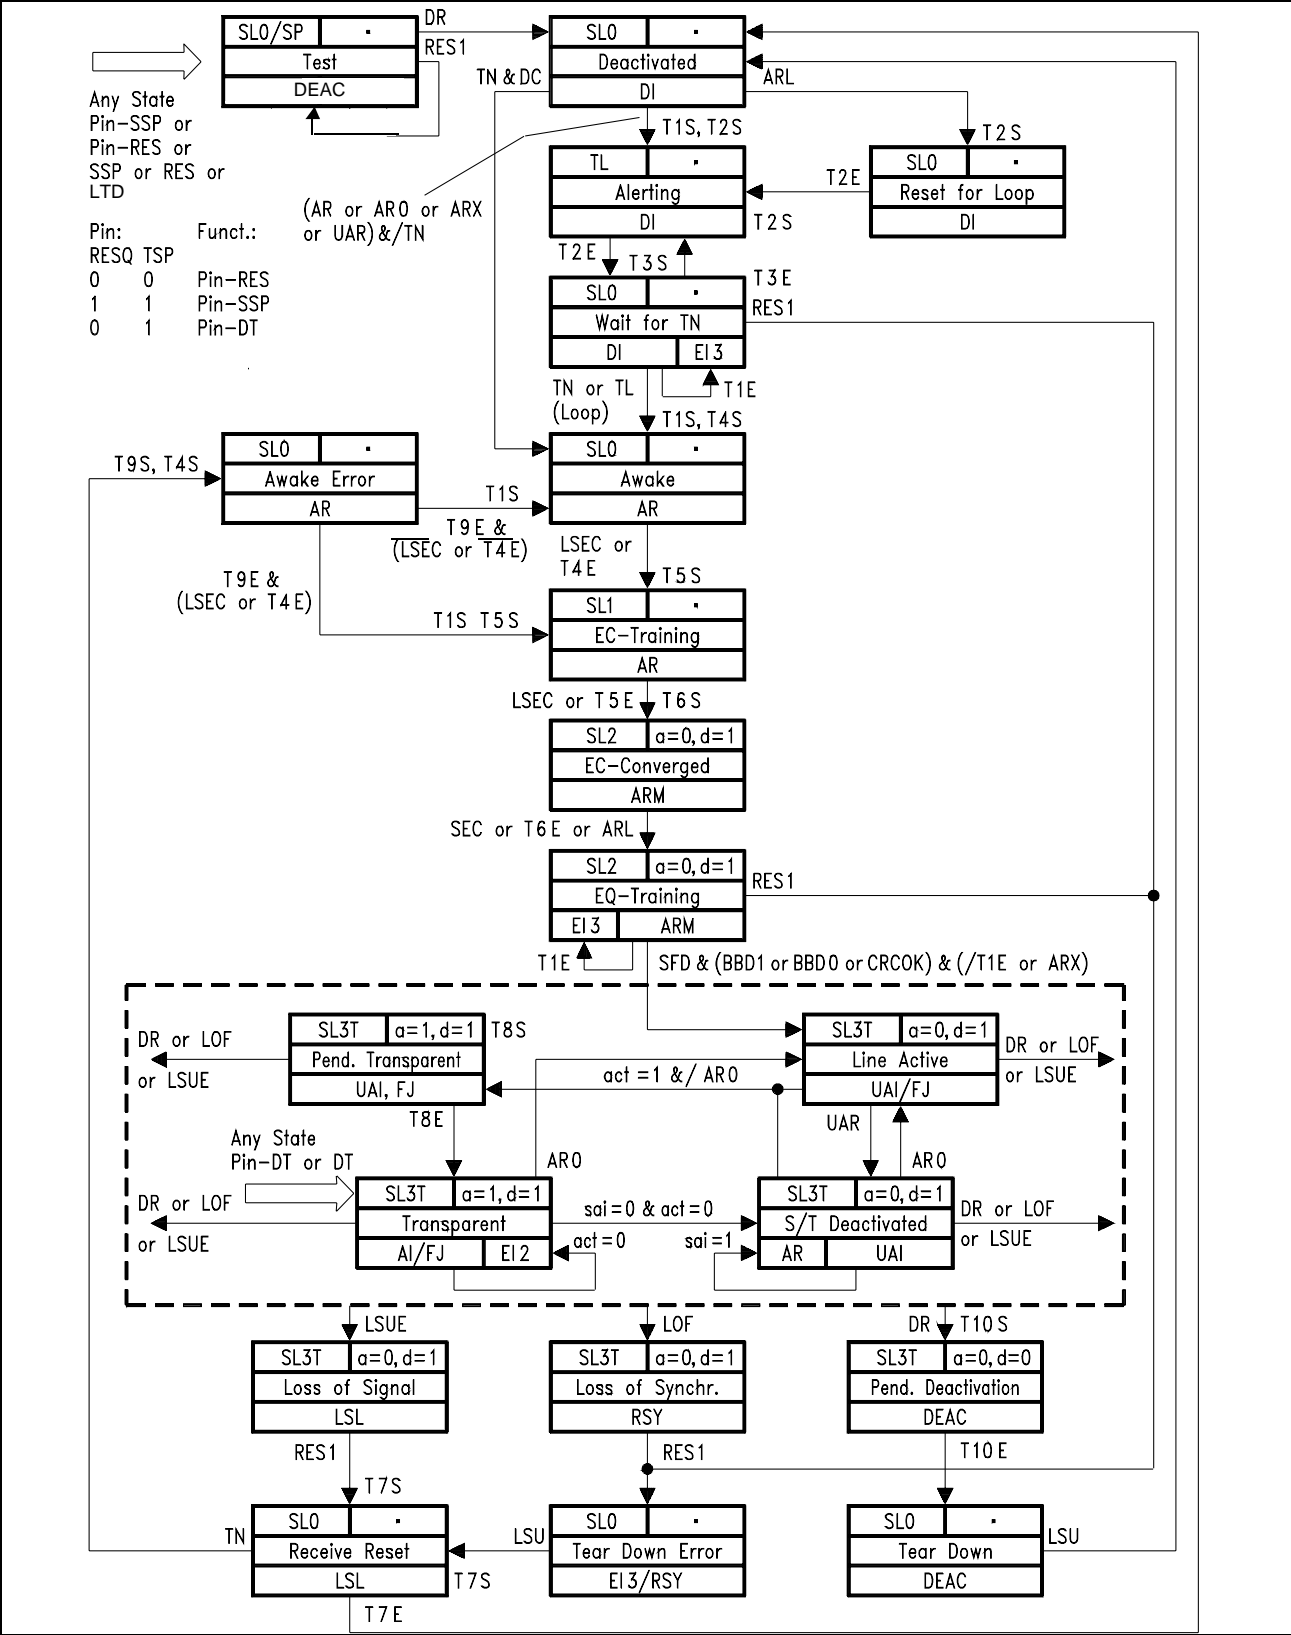 SL0/SP .
Test
DEAC
DR
RES1
SL0 .
Deactivated
DI
TN & DC
ARL
Any State
Pin-SSP or
Pin-RES or
SSP or RES or
LTD
T1S, T2S
T2S
TL .
Alerting
DI
T2E
SL0 .
Reset for Loop
DI
(AR or AR0 or ARX
or UAR) &/TN
T2S
Pin: Funct.:
RESQ TSP
0 0 Pin-RES
1 1 Pin-SSP
0 1 Pin-DT
T2E
T3S
T3E
RES1
SL0 .
Wait for TN
DI EI3
T1E
TN or TL
(Loop)
T1S, T4S
T9S, T4S
SL0 .
Awake Error
AR
T1S
T9E &
(LSEC or T4E)
SL0 .
Awake
AR
LSEC or
T4E
T5S
T9E &
(LSEC or T4E)
T1S T5S
SL1 .
EC-Training
AR
LSEC or T5E
T6S
SL2 a=0, d=1
EC-Converged
ARM
SEC or T6E or ARL
SL2 a=0, d=1
EQ-Training
EI3 ARM
RES1
T1E
SFD & (BBD1 or BBD0 or CRCOK) & (/T1E or ARX)
DR or LOF
or LSUE
SL3T a=1, d=1
Pend. Transparent
UAI, FJ
T8S
T8E
act =1 &/ AR0
SL3T a=0, d=1
Line Active
UAI/FJ
DR or LOF
or LSUE
UAR
AR0
AR0
Any State
Pin-DT or DT
DR or LOF
or LSUE
SL3T a=1, d=1
Transparent
AI/FJ EI2
sai=0 & act=0
act=0
sai=1
SL3T a=0, d=1
S/T Deactivated
AR UAI
DR or LOF
or LSUE
LSUE
LOF
DR
T10S
SL3T a=0, d=1
Loss of Signal
LSL
SL3T a=0, d=1
Loss of Synchr.
RSY
SL3T a=0, d=0
Pend. Deactivation
DEAC
RES1
T7S
RES1
T10E
TN
SL0 .
Receive Reset
LSL
T7S
LSU
SL0 .
Tear Down Error
EI3/RSY
SL0 .
Tear Down
DEAC
LSU
T7E